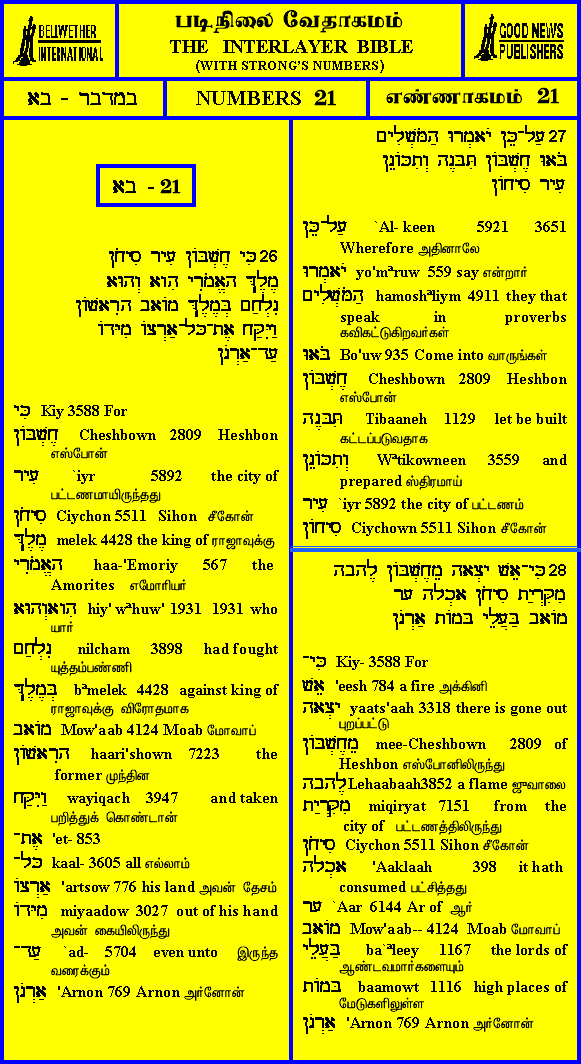 BELLWETHER
INTERNATIONAL
படிநிலை வேதாகமம்
THE INTERLAYER BIBLE
(WITH STRONG'S NUMBERS)
GOOD NEWS
PUBLISHERS
במדבר - בא
NUMBERS 21
எண்ணாகமம் 21
בא - 21
26 כִּי חֶשְׁבּוֹן עִיר סִיחֹן
מֶלֶךְ הָאֱמֹרִי הִוא וְהוּא
נִלְחַם בְּמֶלֶךְ מוֹאָב הָרִאשׁוֹן
וַיִּקַּח אֶת־כָּל־אַרְצוֹ מִיָּדוֹ
עַד־אַרְנֹן
כִּי Kiy 3588 For
חֶשְׁבּוֹן Cheshbown 2809 Heshbon
எஸ்போன்
עִיר `iyr 5892 the city of
பட்டணமாயிருந்தது
סִיחֹן Ciychon 5511 Sihon சீகோன்
מֶלֶךְ melek 4428 the king of ராஜாவுக்கு
הָאֱמֹרִי haa-'Emoriy 567 the
Amorites எமோரியர்
הִואוְהוּא hiy' wªhuw' 1931 1931 who
யார்
נִלְחַם nilcham 3898 had fought
யுத்தம்பண்ணி
בְּמֶלֶךְ bªmelek 4428 against king of
ராஜாவுக்கு விரோதமாக
מוֹאָב Mow'aab 4124 Moab மோவாப்
הָרִאשׁוֹן haari'shown 7223 the
former முந்தின
וַיִּקַּח wayiqach 3947 and taken
பறித்துக் கொண்டான்
אֶת־ 'et- 853
כָּל־ kaal- 3605 all எல்லாம்
אַרְצוֹ 'artsow 776 his land அவன் தேசம்
מִיָּדוֹ miyaadow 3027 out of his hand
அவன் கையிலிருந்து
עַד־ `ad- 5704 even unto இருந்த
வரைக்கும்
אַרְנֹן 'Arnon 769 Arnon அர்னோன்
27 עַל־כֵּן יֹאמְרוּ הַמֹּשְׁלִים
בֹּאוּ חֶשְׁבּוֹן תִּבָּנֶה וְתִכּוֹנֵן
עִיר סִיחוֹן
עַל־כֵּן `Al- keen 5921 3651
Wherefore அதினாலே
יֹאמְרוּ yo'mªruw 559 say என்றார்
הַמֹּשְׁלִים hamoshªliym 4911 they that
speak in proverbs
கவிகட்டுகிறவர்கள்
בֹּאוּ Bo'uw 935 Come into வாருங்கள்
חֶשְׁבּוֹן Cheshbown 2809 Heshbon
எஸ்போன்
תִּבָּנֶה Tibaaneh 1129 let be built
கட்டப்படுவதாக
וְתִכּוֹנֵן Wªtikowneen 3559 and
prepared ஸ்திரமாய்
עִיר `iyr 5892 the city of பட்டணம்
סִיחוֹן Ciychown 5511 Sihon சீகோன்
28 כִּי־אֵשׁ יָצְאָה מֵחֶשְׁבּוֹן לֶהָבָה
מִקִּרְיַת סִיחֹן אָכְלָה עָר
מוֹאָב בַּעֲלֵי בָּמוֹת אַרְנֹן
כִּי־ Kiy- 3588 For
אֵשׁ 'eesh 784 a fire அக்கினி
יָצְאָה yaats'aah 3318 there is gone out
புறப்பட்டு
מֵחֶשְׁבּוֹן mee-Cheshbown 2809 of
Heshbon எஸ்போனிலிருந்து
לֶהָבָה Lehaabaah3852 a flame ஜுவாலை
מִקִּרְיַת miqiryat 7151 from the
city of பட்டணத்திலிருந்து
סִיחֹן Ciychon 5511 Sihon சீகோன்
אָכְלָה 'Aaklaah 398 it hath
consumed பட்சித்தது
עָר `Aar 6144 Ar of ஆர்
מוֹאָב Mow'aab-- 4124 Moab மோவாப்
בַּעֲלֵי ba`ªleey 1167 the lords of
ஆண்டவமார்களையும்
בָּמוֹת baamowt 1116 high places of
மேடுகளிலுள்ள
אַרְנֹן 'Arnon 769 Arnon அர்னோன்